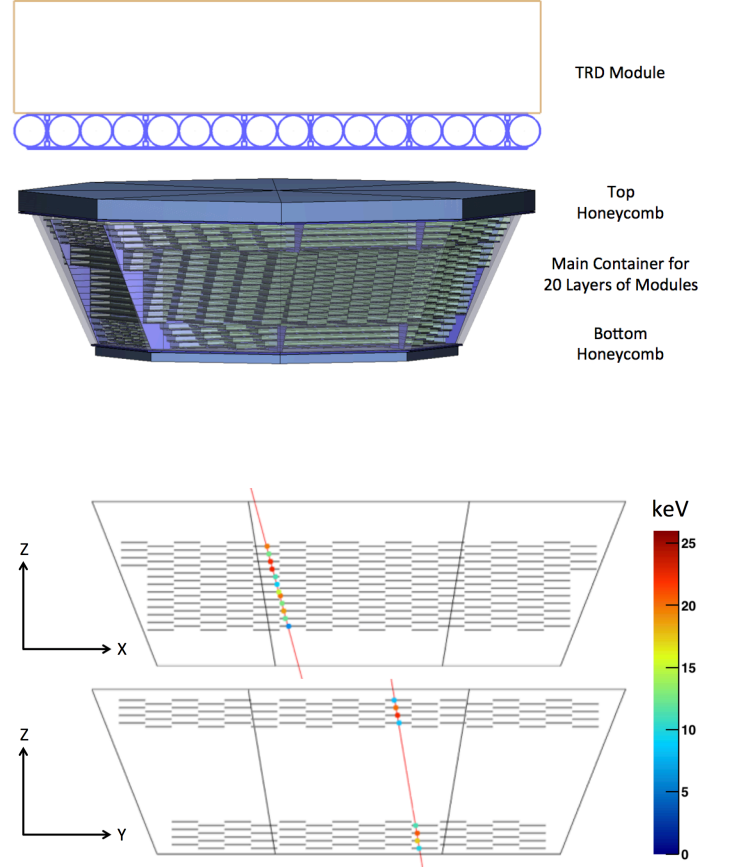 TRD Module
Top
Honeycomb
Main Container for
20 Layers of Modules
Bottom
Honeycomb
keV
25
20
15
10
5
0
Z
X
Z
Y